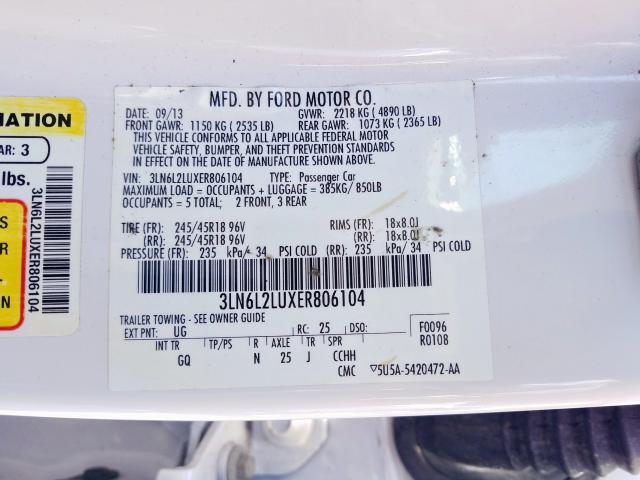 MFD. BY FORD MOTOR CO.
DATE: 09/13 GVWR: 2218 KG ( 4890 LB)
FRONT GAWR: 1150 KG ( 2535 LB) REAR GAWR: 1073 KG ( 2365 LB)
THIS VEHICLE CONFORMS TO ALL APPLICABLE FEDERAL MOTOR
VEHICLE SAFETY, BUMPER, AND THEFT PREVENTION STANDARDS
IN EFFECT ON THE DATE OF MANUFACTURE SHOWN ABOVE.
VIN: 3LN6L2LUXER806104 TYPE: Passenger Car
MAXIMUM LOAD = OCCUPANTS + LUGGAGE = 385KG/ 850LB
OCCUPANTS = 5 TOTAL; 2 FRONT, 3 REAR
TIRE (FR): 245/45R18 96V RIMS (FR): 18x8.0J
(RR): 245/45R18 96V (RR): 18x8.0J
PRESSURE (FR): 235 kPa/ 34 PSI COLD (RR): 235 kPa/ 34 PSI COLD
3LN6L2LUXER806104
TRAILER TOWING - SEE OWNER GUIDE
EXT PNT: UG RC: 25 DSO: F0096
R0108
INT TR TP/PS R AXLE TR SPR
GQ N 25 J CCHH
CMC ▽5U5A-5420472-AA
MATION
AR: 3
lbs.
S
R
ON
3LN6L2LUXER806104